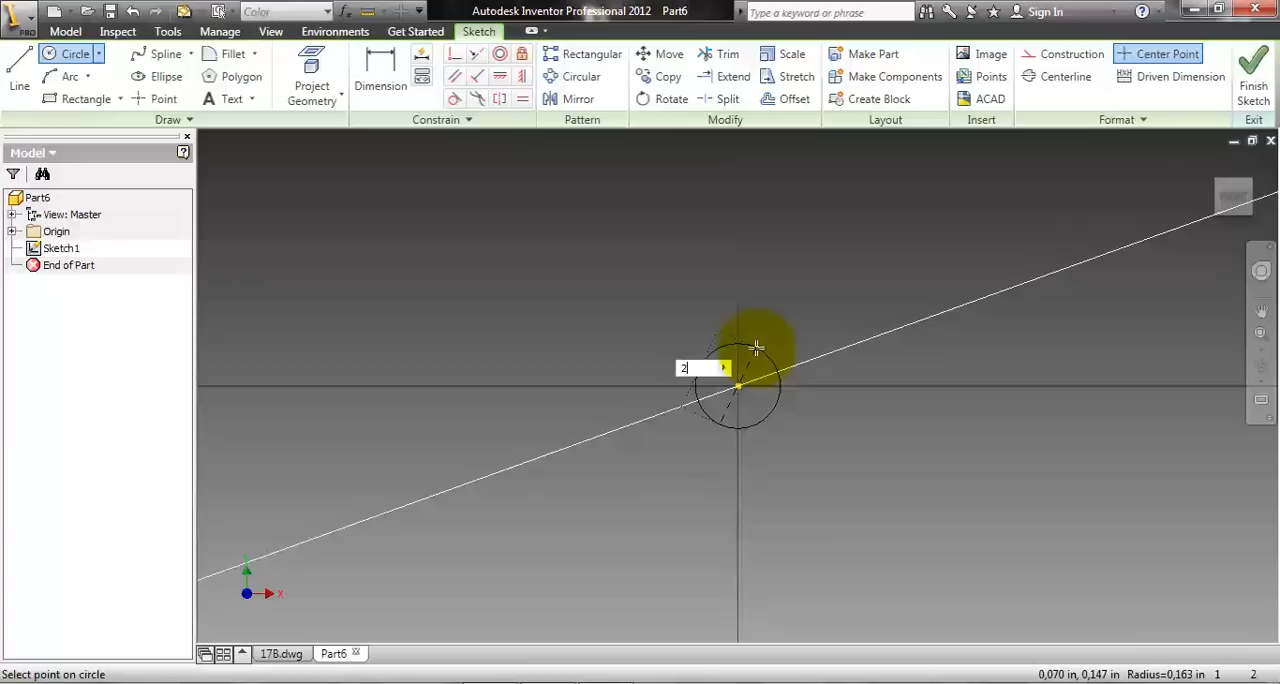 Color
Autodesk Inventor Professional 2012 Part6
Type a keyword or phrase
Sign In
PRO
Model Inspect Tools Manage View Environments Get Started Sketch
Line
Circle
Arc
Rectangle
Spline
Ellipse
Point
Fillet
Polygon
Text
Draw
Project
Geometry
Dimension
Constrain
Rectangular
Circular
Mirror
Pattern
Move
Copy
Rotate
Trim
Extend
Split
Scale
Stretch
Offset
Modify
Make Part
Make Components
Create Block
Layout
Image
Points
ACAD
Insert
Construction
Centerline
Center Point
Driven Dimension
Format
Finish
Sketch
Exit
Model
Part6
View: Master
Origin
Sketch1
End of Part
2
x
17B.dwg
Part6
Select point on circle
0,070 in, 0,147 in Radius=0,163 in 1 2